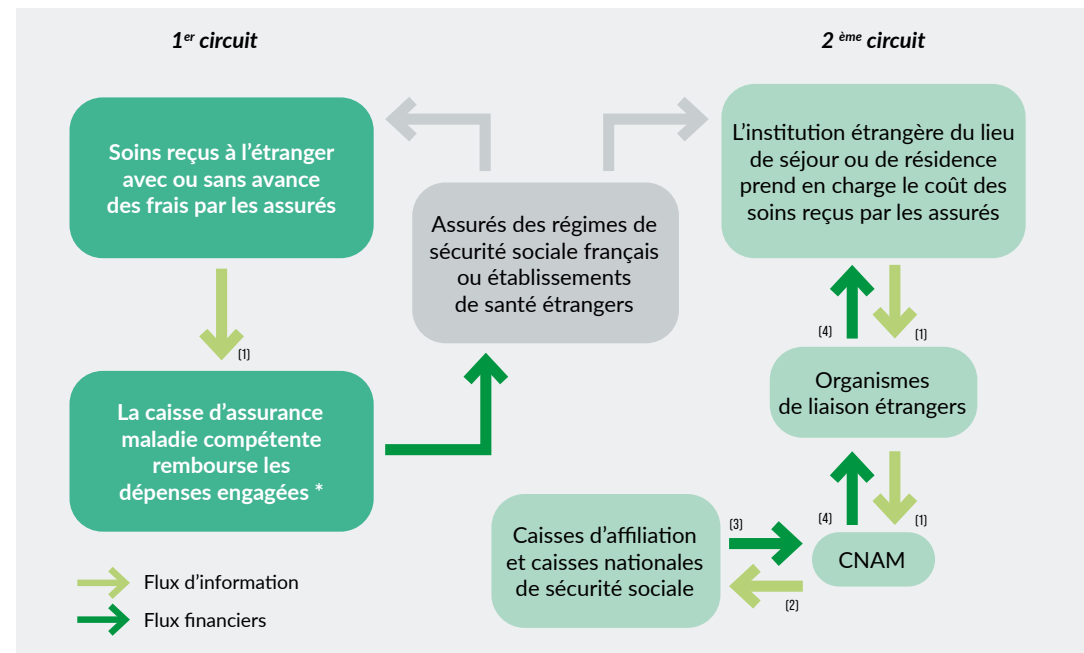 1er circuit
2 ème circuit
Soins reçus à l'étranger
avec ou sans avance
des frais par les assurés
Assurés des régimes de
sécurité sociale français
ou établissements
de santé étrangers
L'institution étrangère du lieu
de séjour ou de résidence
prend en charge le coût des
soins reçus par les assurés
(1)
(4)
(1)
La caisse d'assurance
maladie compétente
rembourse les
dépenses engagées *
Organismes
de liaison étrangers
(4)
(1)
Caisses d'affiliation
et caisses nationales
de sécurité sociale
(3)
(2)
CNAM
Flux d'information
Flux financiers